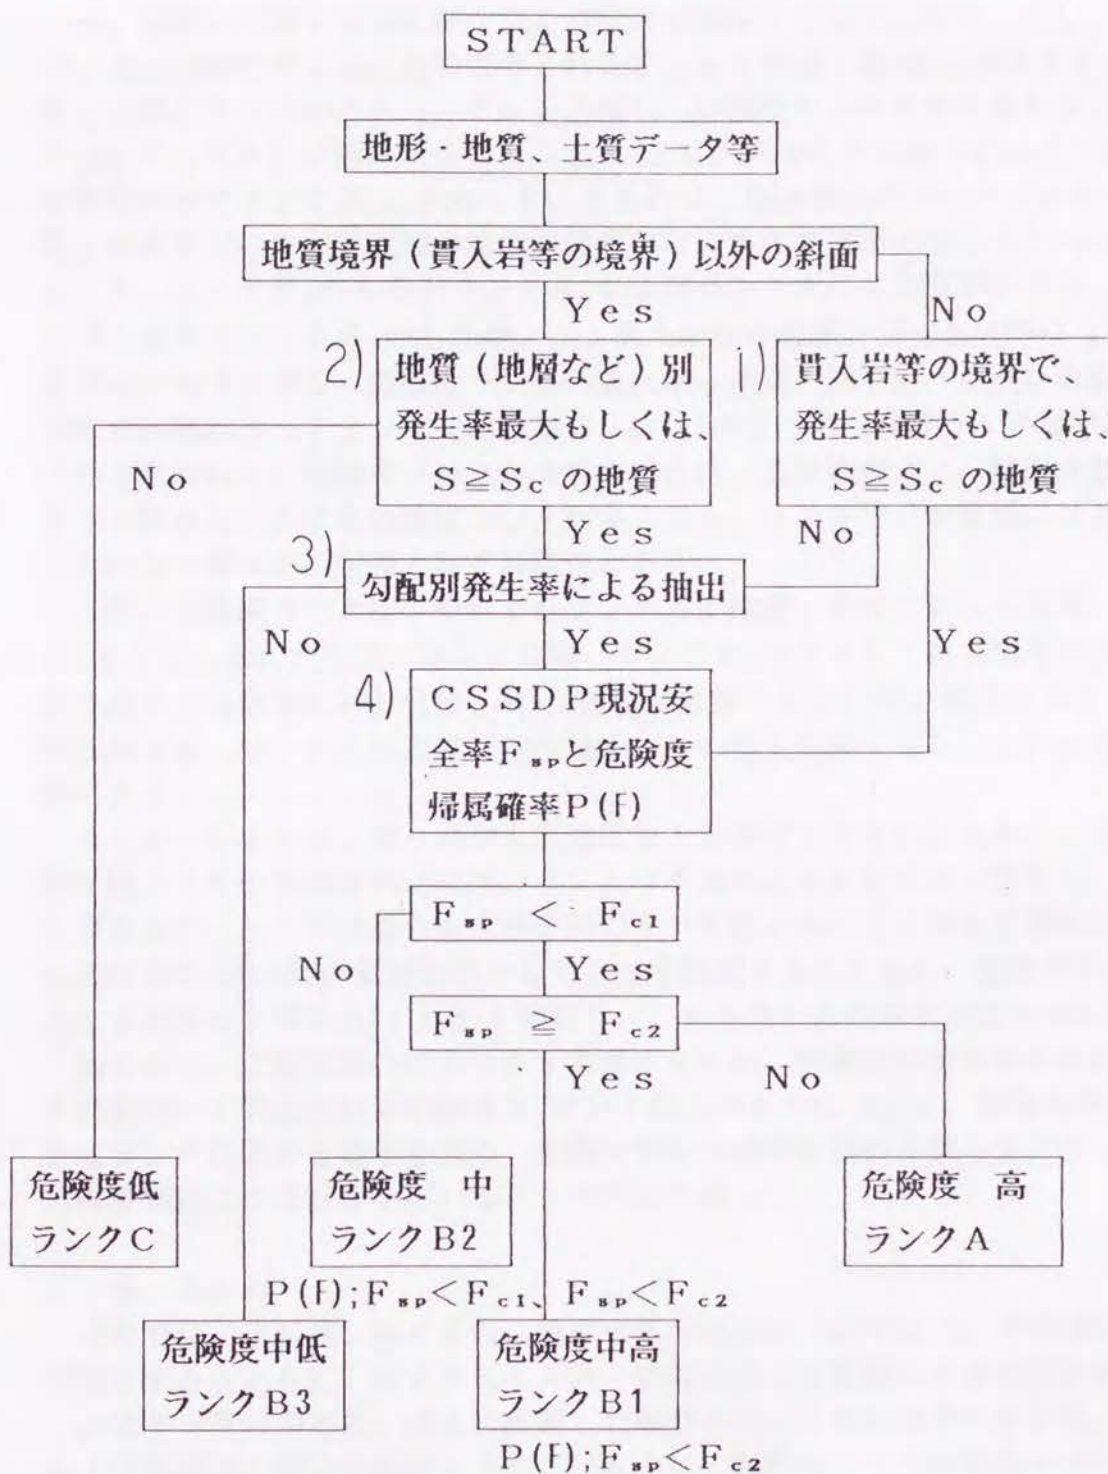 START
地形・地質、土質データ等
地質境界(貫入岩等の境界)以外の斜面
Yes
No
2)
地質(地層など)別
発生率最大もしくは、
S≧Sc の地質
1)
貫入岩等の境界で、
発生率最大もしくは、
S≧Sc の地質
No
Yes
No
3)
勾配別発生率による抽出
No
Yes
Yes
4)
CSSDP現況安
全率Fspと危険度
帰属確率P(F)
Fsp < Fc1
No
Yes
Fsp ≧ Fc2
Yes
No
危険度低
ランクC
危険度 中
ランクB2
危険度 高
ランクA
P(F);Fsp<Fc1、Fsp<Fc2
危険度中低
ランクB3
危険度中高
ランクB1
P(F);Fsp<Fc2